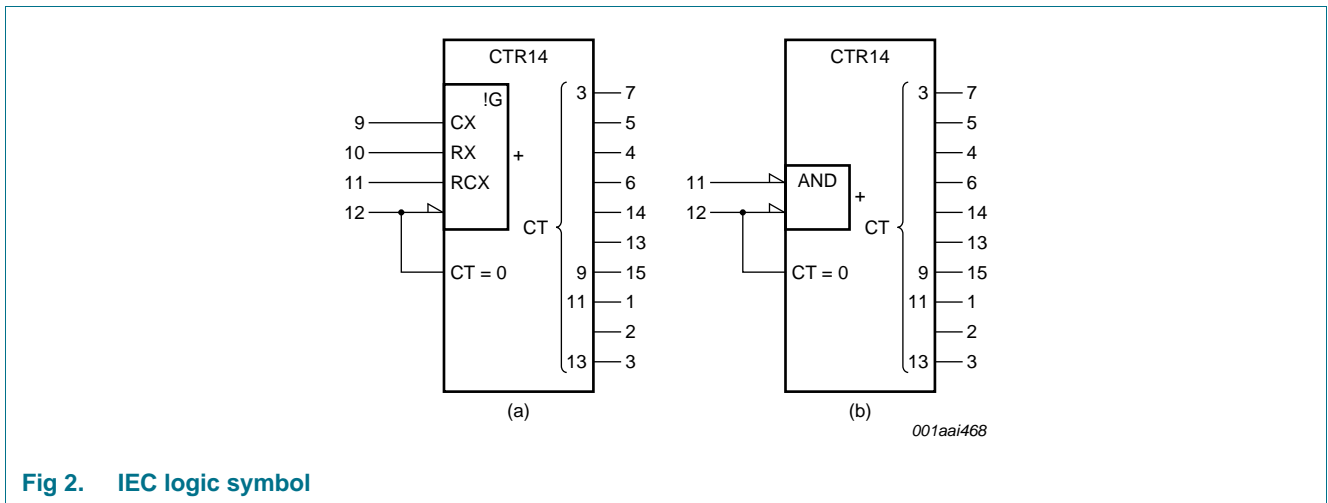 CTR14 CTR14
!G 3 7 3 7
9 CX 5 5
10 RX + 4 AND 4
11 RCX 6 11 + 6
12 14 12 14
CT 13 CT 13
CT = 0 9 15 CT = 0 9 15
11 1 11 1
2 2
13 3 13 3
(a) (b)
001aai468
Fig 2. IEC logic symbol